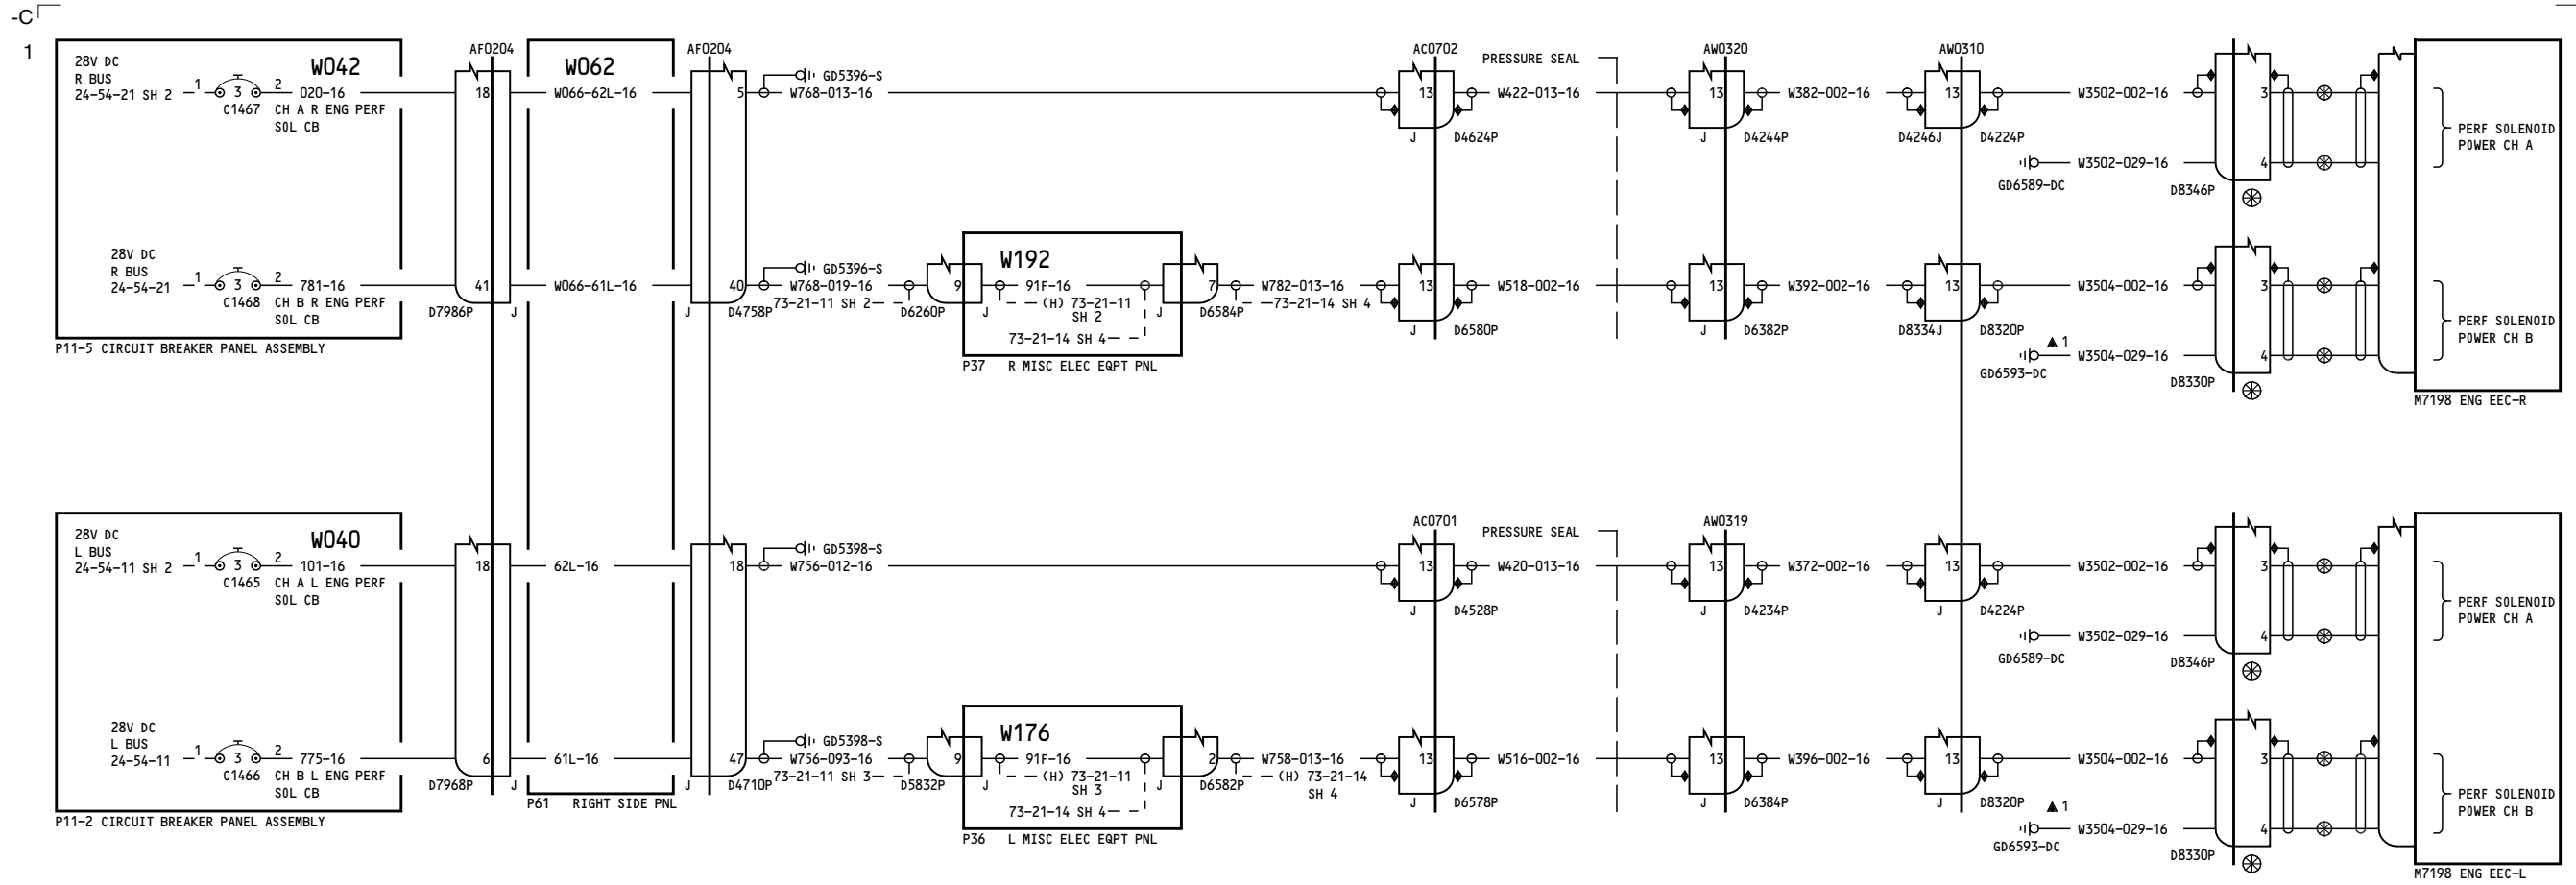 -C
1
28V DC
R BUS
24-54-21 SH 2
1
3
2
C1467
W042
020-16
CH A R ENG PERF
SOL CB
AF0204
18
W062
W066-62L-16
AF0204
5
GD5396-S
W768-013-16
AC0702
13
J
D4624P
W422-013-16
PRESSURE SEAL
AW0320
13
J
D4244P
W382-002-16
AW0310
13
D4246J
D4224P
W3502-002-16
GD6589-DC
W3502-029-16
3
4
D8346P
PERF SOLENOID
POWER CH A
28V DC
R BUS
24-54-21
1
3
2
C1468
781-16
CH B R ENG PERF
SOL CB
P11-5 CIRCUIT BREAKER PANEL ASSEMBLY
41
D7986P
J
W066-61L-16
40
J
D4758P
GD5396-S
W768-019-16
73-21-11 SH 2
D6260P
9
J
W192
91F-16
(H) 73-21-11
SH 2
73-21-14 SH 4
P37 R MISC ELEC EQPT PNL
7
J
D6584P
W782-013-16
73-21-14 SH 4
13
J
D6580P
W518-002-16
13
J
D6382P
W392-002-16
13
D8334J
D8320P
W3504-002-16
1
GD6593-DC
W3504-029-16
3
4
D8330P
PERF SOLENOID
POWER CH B
M7198 ENG EEC-R
28V DC
L BUS
24-54-11 SH 2
1
3
2
C1465
W040
101-16
CH A L ENG PERF
SOL CB
18
62L-16
18
GD5398-S
W756-012-16
AC0701
13
J
D4528P
W420-013-16
PRESSURE SEAL
AW0319
13
J
D4234P
W372-002-16
13
J
D4224P
W3502-002-16
GD6589-DC
W3502-029-16
3
4
D8346P
PERF SOLENOID
POWER CH A
28V DC
L BUS
24-54-11
1
3
2
C1466
775-16
CH B L ENG PERF
SOL CB
P11-2 CIRCUIT BREAKER PANEL ASSEMBLY
6
D7968P
J
61L-16
P61 RIGHT SIDE PNL
47
J
D4710P
GD5398-S
W756-093-16
73-21-11 SH 3
D5832P
9
J
W176
91F-16
(H) 73-21-11
SH 3
73-21-14 SH 4
P36 L MISC ELEC EQPT PNL
2
J
D6582P
W758-013-16
(H) 73-21-14
SH 4
13
J
D6578P
W516-002-16
13
J
D6384P
W396-002-16
13
J
D8320P
W3504-002-16
1
GD6593-DC
W3504-029-16
3
4
D8330P
PERF SOLENOID
POWER CH B
M7198 ENG EEC-L